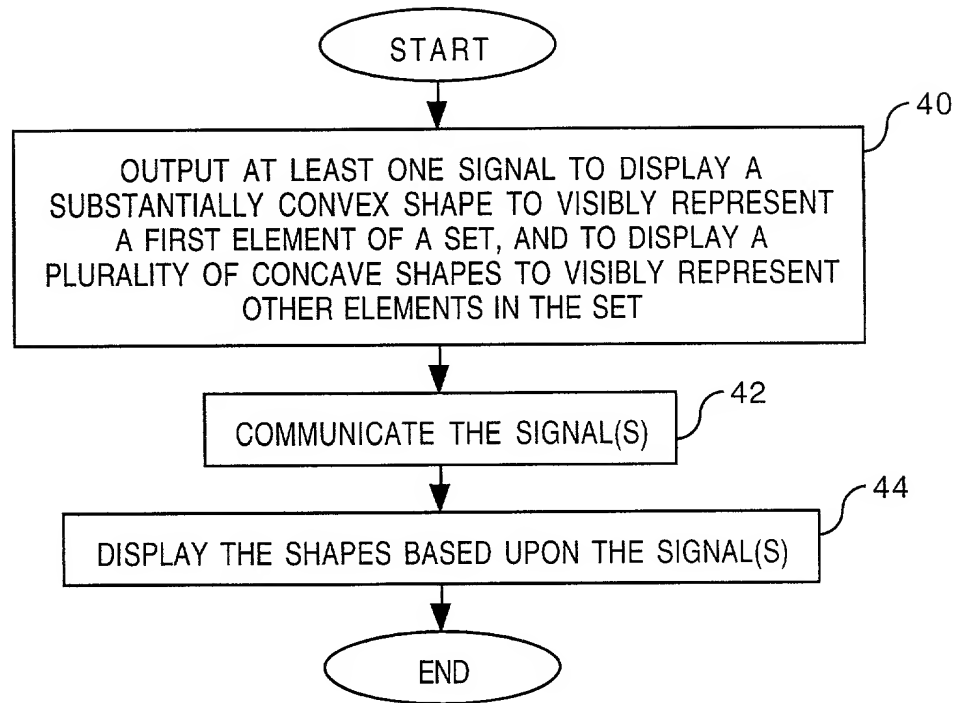 START
40
OUTPUT AT LEAST ONE SIGNAL TO DISPLAY A
SUBSTANTIALLY CONVEX SHAPE TO VISIBLY REPRESENT
A FIRST ELEMENT OF A SET, AND TO DISPLAY A
PLURALITY OF CONCAVE SHAPES TO VISIBLY REPRESENT
OTHER ELEMENTS IN THE SET
42
COMMUNICATE THE SIGNAL(S)
44
DISPLAY THE SHAPES BASED UPON THE SIGNAL(S)
END